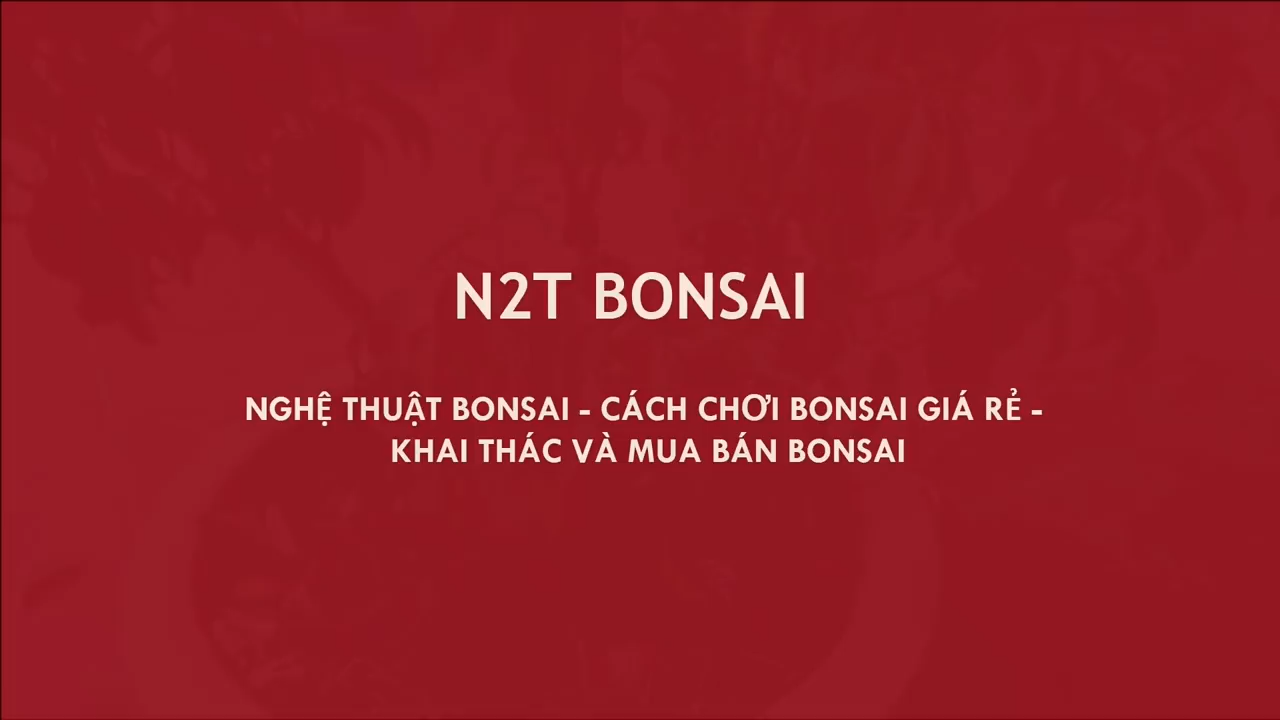 N2T BONSAI
NGHỆ THUẬT BONSAI - CÁCH CHƠI BONSAI GIÁ RẺ -
KHAI THÁC VÀ MUA BÁN BONSAI